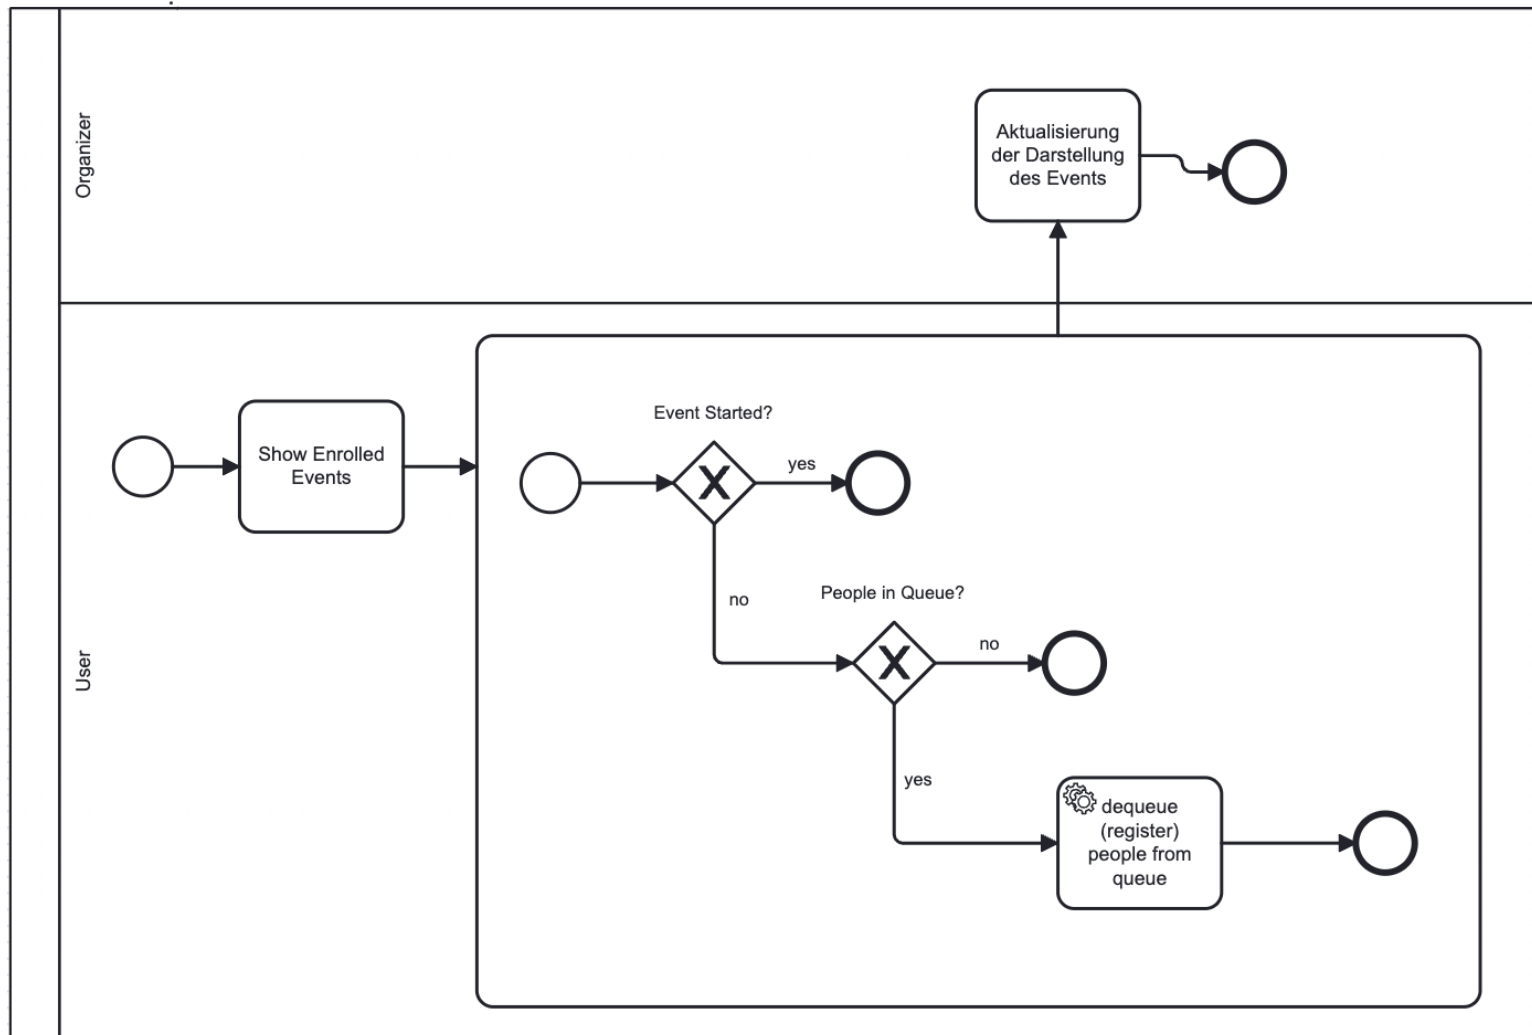 Organizer
Aktualisierung
der Darstellung
des Events
User
Show Enrolled
Events
Event Started?
yes
no
People in Queue?
no
yes
dequeue
(register)
people from
queue